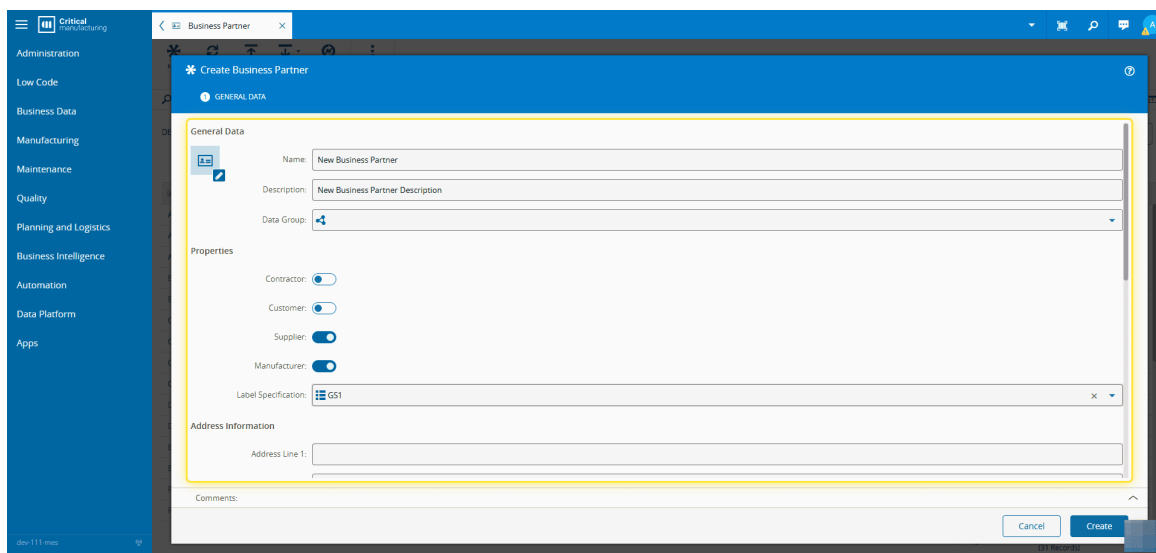 Critical
manufacturing
Business Partner
Administration
Low Code
Business Data
Manufacturing
Maintenance
Quality
Planning and Logistics
Business Intelligence
Automation
Data Platform
Apps
dev-111-mes
Create Business Partner
1 GENERAL DATA
General Data
Name: New Business Partner
Description: New Business Partner Description
Data Group:
Properties
Contractor:
Customer:
Supplier:
Manufacturer:
Label Specification: GS1
Address Information
Address Line 1:
Comments:
Cancel
Create
(31 Records)